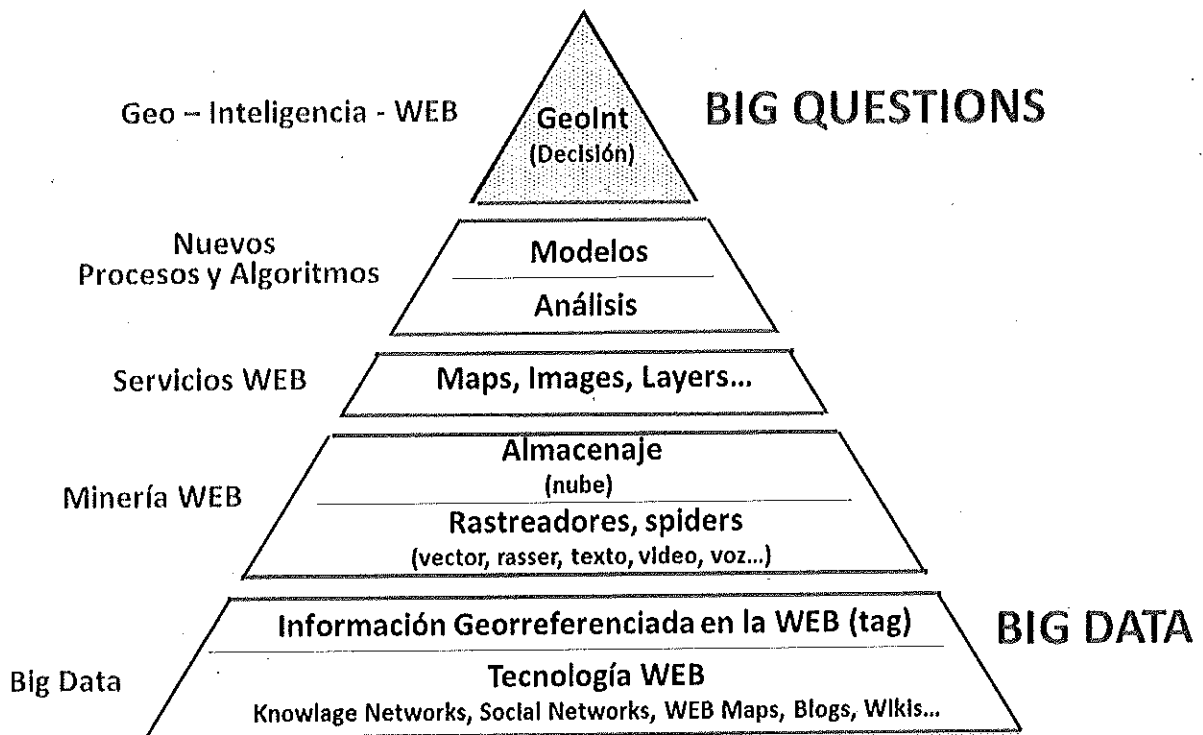 Geo – Inteligencia - WEB
GeoInt
(Decisión)
BIG QUESTIONS
Nuevos
Procesos y Algoritmos
Modelos
Análisis
Servicios WEB
Maps, Images, Layers...
Minería WEB
Almacenaje
(nube)
Rastreadores, spiders
(vector, rasser, texto, video, voz...)
Big Data
Información Georreferenciada en la WEB (tag)
BIG DATA
Tecnología WEB
Knowlage Networks, Social Networks, WEB Maps, Blogs, Wikis...